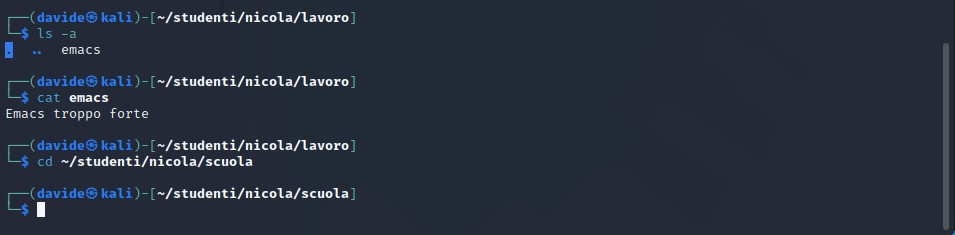 ┌──(davide㉿kali)-[~/studenti/nicola/lavoro]
└─$ ls -a
.  ..  emacs
┌──(davide㉿kali)-[~/studenti/nicola/lavoro]
└─$ cat emacs
Emacs troppo forte
┌──(davide㉿kali)-[~/studenti/nicola/lavoro]
└─$ cd ~/studenti/nicola/scuola
┌──(davide㉿kali)-[~/studenti/nicola/scuola]
└─$